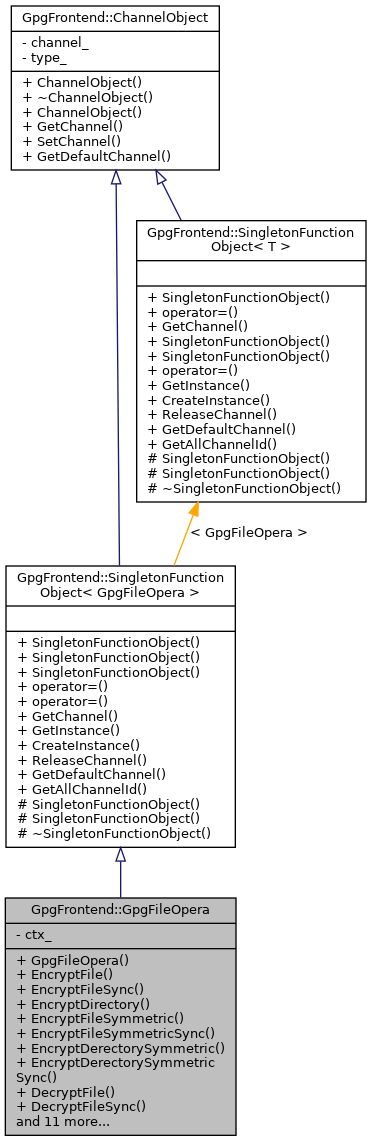 GpgFrontend::ChannelObject
- channel_
- type_
+ ChannelObject()
+ ~ChannelObject()
+ ChannelObject()
+ GetChannel()
+ SetChannel()
+ GetDefaultChannel()
GpgFrontend::SingletonFunction
Object< T >
+ SingletonFunctionObject()
+ operator=()
+ GetChannel()
+ SingletonFunctionObject()
+ SingletonFunctionObject()
+ operator=()
+ GetInstance()
+ CreateInstance()
+ ReleaseChannel()
+ GetDefaultChannel()
+ GetAllChannelId()
# SingletonFunctionObject()
# SingletonFunctionObject()
# ~SingletonFunctionObject()
< GpgFileOpera >
GpgFrontend::SingletonFunction
Object< GpgFileOpera >
+ SingletonFunctionObject()
+ SingletonFunctionObject()
+ SingletonFunctionObject()
+ operator=()
+ operator=()
+ GetChannel()
+ GetInstance()
+ CreateInstance()
+ ReleaseChannel()
+ GetDefaultChannel()
+ GetAllChannelId()
# SingletonFunctionObject()
# SingletonFunctionObject()
# ~SingletonFunctionObject()
GpgFrontend::GpgFileOpera
- ctx_
+ GpgFileOpera()
+ EncryptFile()
+ EncryptFileSync()
+ EncryptDirectory()
+ EncryptFileSymmetric()
+ EncryptFileSymmetricSync()
+ EncryptDerectorySymmetric()
+ EncryptDerectorySymmetric
Sync()
+ DecryptFile()
+ DecryptFileSync()
and 11 more...